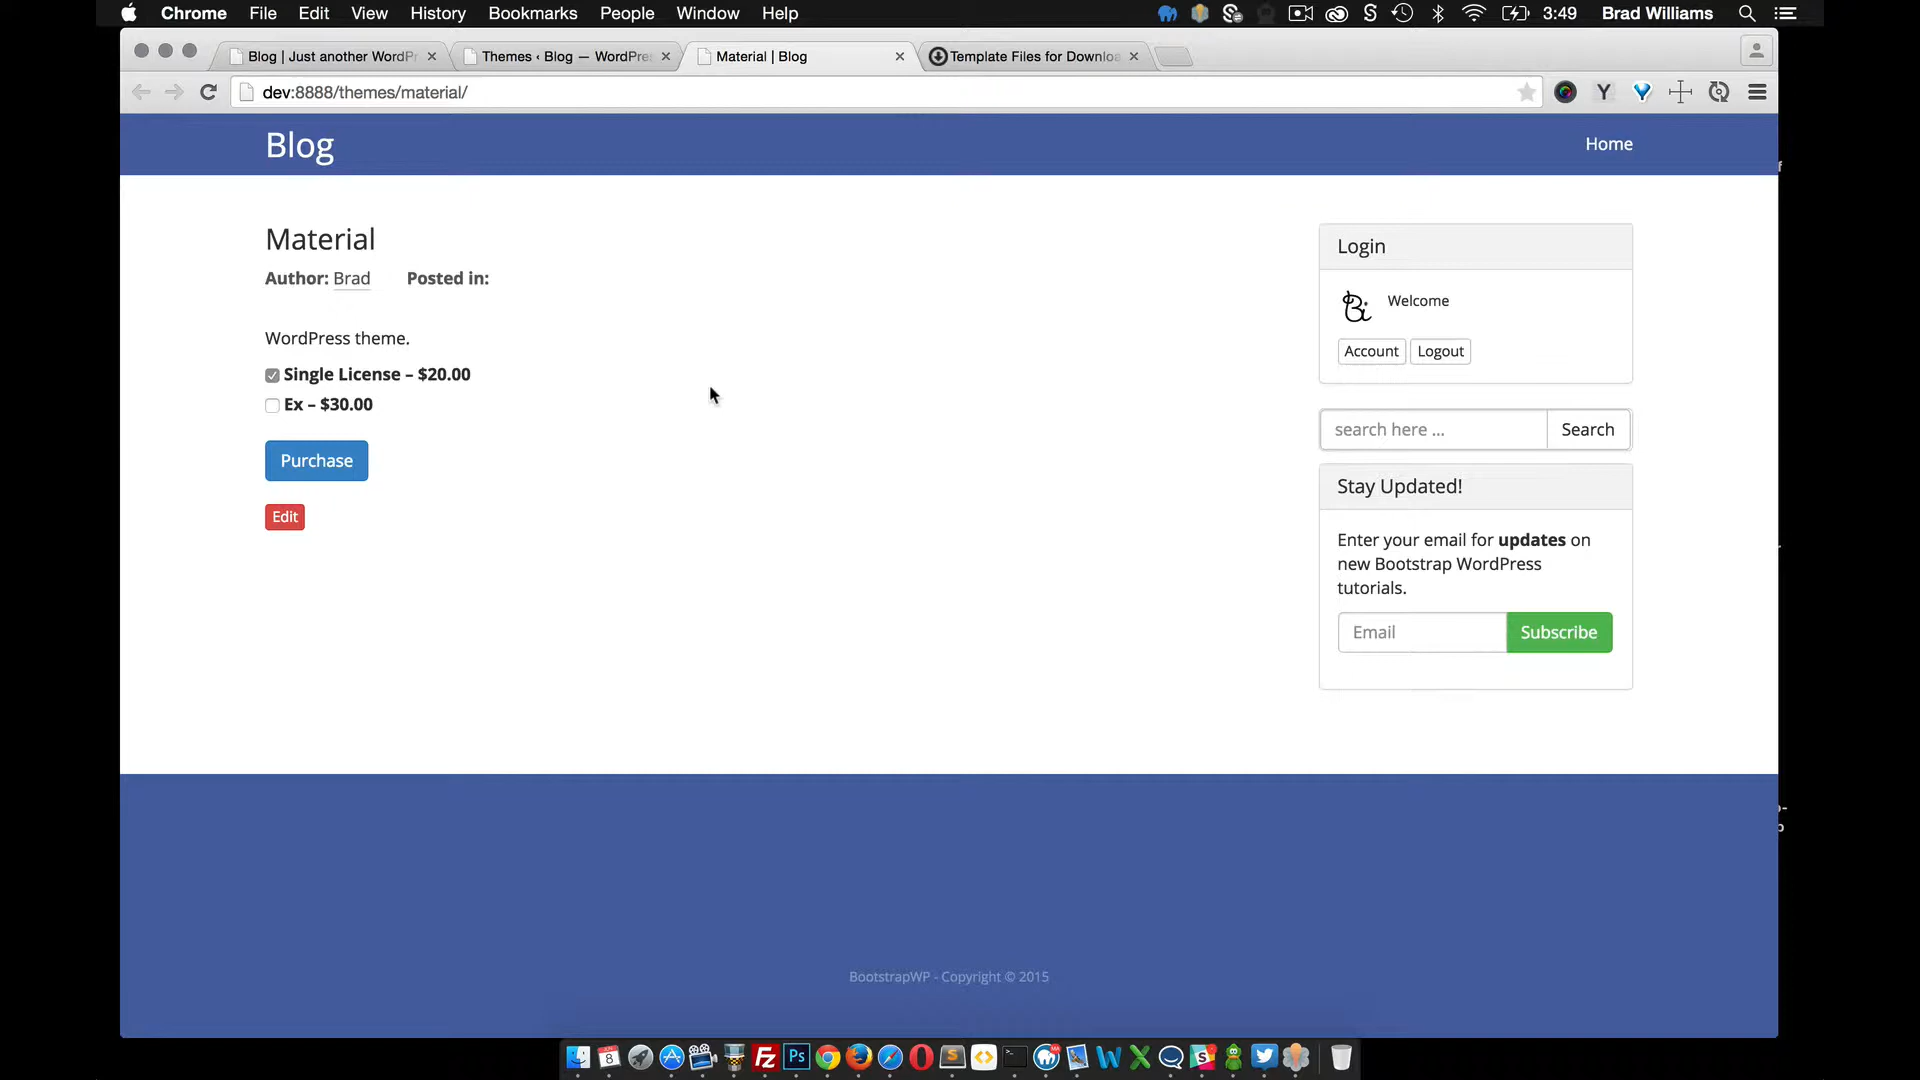 Chrome File Edit View History Bookmarks People Window Help 3:49 Brad Williams
Blog | Just another WordPr
Themes ‹ Blog — WordPre
Material | Blog
Template Files for Downloa
dev:8888/themes/material/
Blog
Home
Material
Author: Brad Posted in:
WordPress theme.
Single License – $20.00
Ex – $30.00
Purchase
Edit
Login
Welcome
Account Logout
search here ... Search
Stay Updated!
Enter your email for updates on
new Bootstrap WordPress
tutorials.
Email Subscribe
BootstrapWP - Copyright © 2015